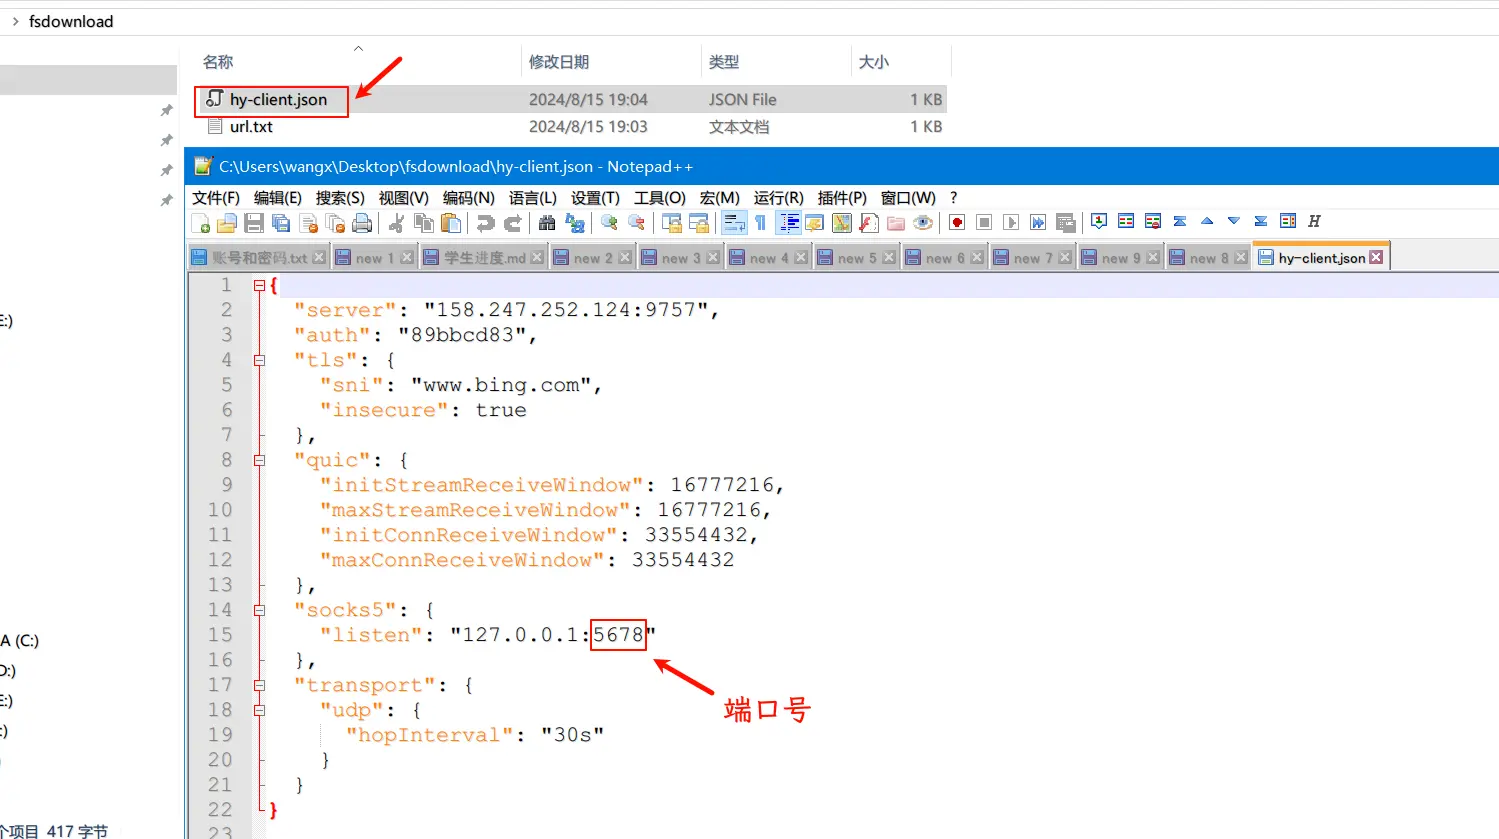 fsdownload
名称 修改日期 类型 大小
hy-client.json 2024/8/15 19:04 JSON File 1 KB
url.txt 2024/8/15 19:03 文本文档 1 KB
C:\Users\wangx\Desktop\fsdownload\hy-client.json - Notepad++
文件(F) 编辑(E) 搜索(S) 视图(V) 编码(N) 语言(L) 设置(T) 工具(O) 宏(M) 运行(R) 插件(P) 窗口(W) ?
账号和密码.txt new 1 学生进度.md new 2 new 3 new 4 new 5 new 6 new 7 new 9 new 8 hy-client.json
1 {
2 "server": "158.247.252.124:9757",
3 "auth": "89bbcd83",
4 "tls": {
5 "sni": "www.bing.com",
6 "insecure": true
7 },
8 "quic": {
9 "initStreamReceiveWindow": 16777216,
10 "maxStreamReceiveWindow": 16777216,
11 "initConnReceiveWindow": 33554432,
12 "maxConnReceiveWindow": 33554432
13 },
14 "socks5": {
15 "listen": "127.0.0.1:5678"
16 },
17 "transport": {
18 "udp": {
19 "hopInterval": "30s"
20 }
21 }
22 }
23
端口号
E:)
A (C:)
D:)
E:)
:)
个项目 417 字节